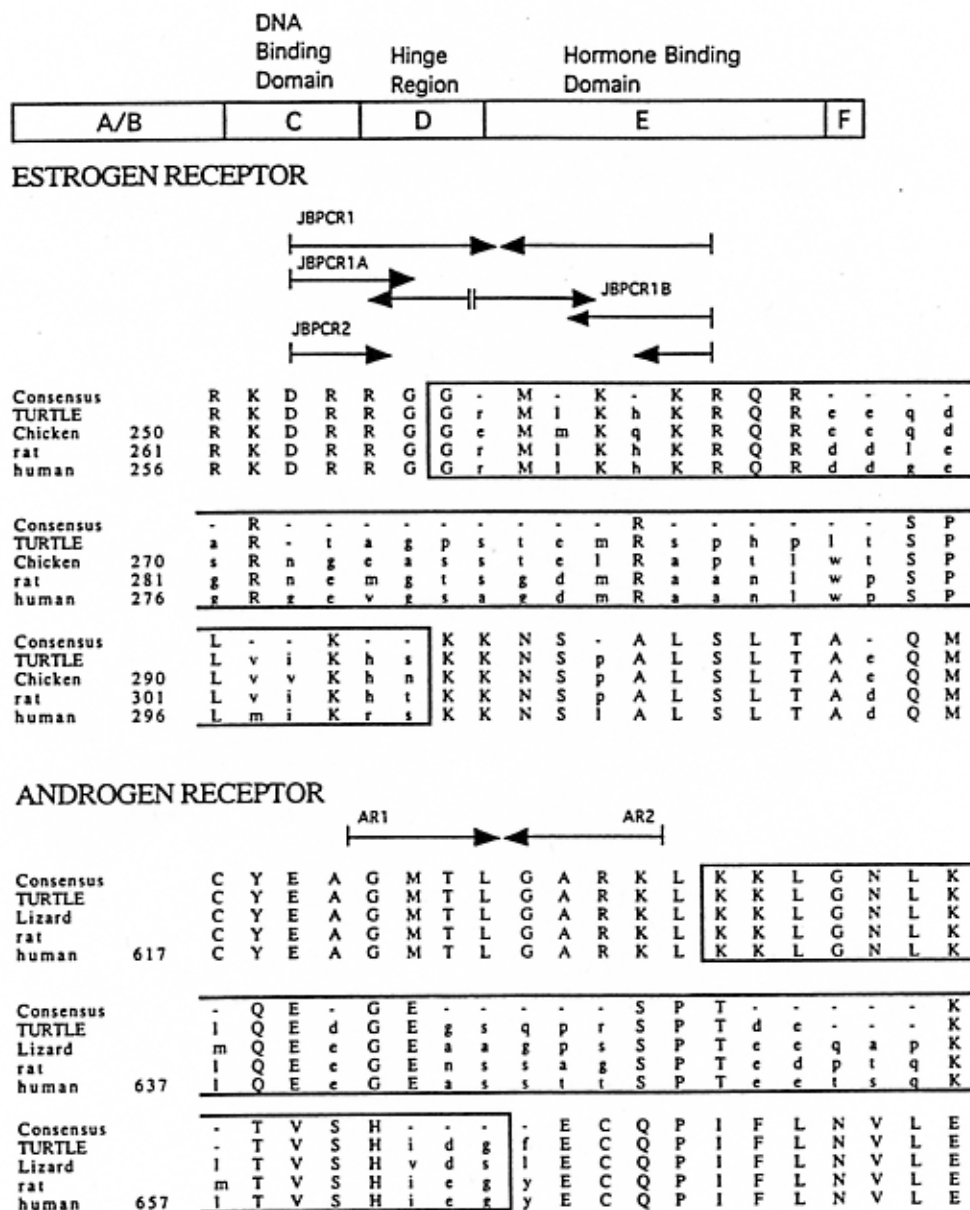 DNA
Binding
Domain
Hinge
Region
Hormone Binding
Domain
A/B C D E F
ESTROGEN RECEPTOR
JBPCR1
JBPCR1A
JBPCR1B
JBPCR2
Consensus R K D R R G G - M - K - K R Q R - - - -
TURTLE R K D R R G G r M l K h K R Q R e e q d
Chicken 250 R K D R R G G e M m K q K R Q R e e q d
rat 261 R K D R R G G r M l K h K R Q R d d l e
human 256 R K D R R G G r M l K h K R Q R d d g e
Consensus - R - - - - - - - - - R - - - - - - S P
TURTLE a R - t a g p s t e m R s p h p l t S P
Chicken 270 s R n g e a s s t e l R a p t l w t S P
rat 281 g R n e m g t s g d m R a a n l w p S P
human 276 g R g e v g s a g d m R a a n l w p S P
Consensus L - - K - - K K N S - A L S L T A - Q M
TURTLE L v i K h s K K N S p A L S L T A e Q M
Chicken 290 L v v K h n K K N S p A L S L T A e Q M
rat 301 L v i K h t K K N S p A L S L T A d Q M
human 296 L m i K r s K K N S l A L S L T A d Q M
ANDROGEN RECEPTOR
AR1 AR2
Consensus C Y E A G M T L G A R K L K K L G N L K
TURTLE C Y E A G M T L G A R K L K K L G N L K
Lizard C Y E A G M T L G A R K L K K L G N L K
rat C Y E A G M T L G A R K L K K L G N L K
human 617 C Y E A G M T L G A R K L K K L G N L K
Consensus - Q E - G E - - - - - S P T - - - - - K
TURTLE l Q E d G E g s q p r S P T d e - - - K
Lizard m Q E e G E a a g p s S P T e e q a p K
rat l Q E e G E n s s a g S P T e d p t q K
human 637 l Q E e G E a s s t t S P T e e t s q K
Consensus - T V S H - - - - E C Q P I F L N V L E
TURTLE - T V S H i d g f E C Q P I F L N V L E
Lizard l T V S H v d s l E C Q P I F L N V L E
rat m T V S H i e g y E C Q P I F L N V L E
human 657 l T V S H i e g y E C Q P I F L N V L E